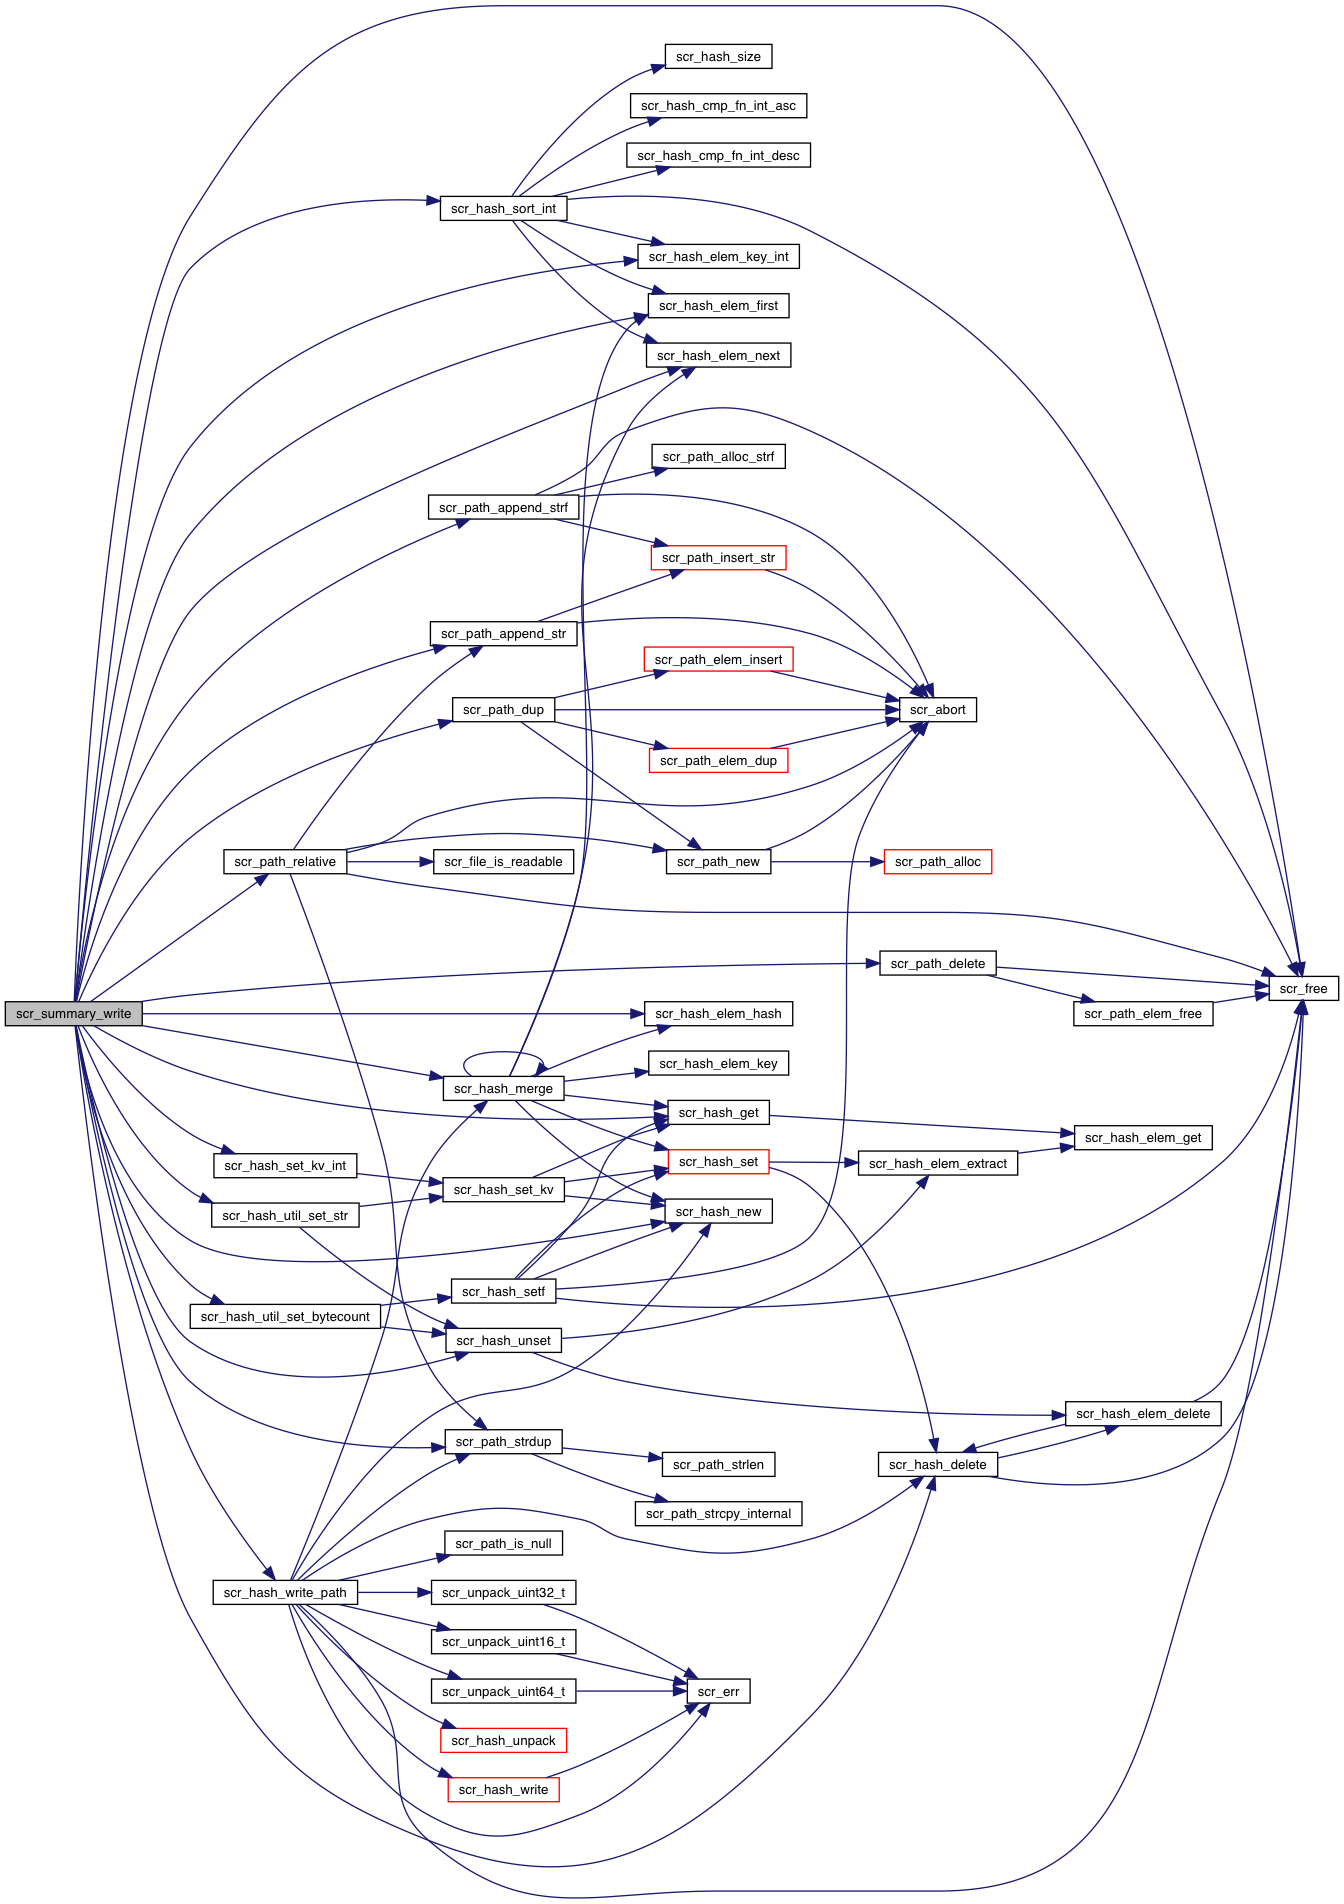 scr_hash_size
scr_hash_cmp_fn_int_asc
scr_hash_cmp_fn_int_desc
scr_hash_sort_int
scr_hash_elem_key_int
scr_hash_elem_first
scr_hash_elem_next
scr_path_alloc_strf
scr_path_append_strf
scr_path_insert_str
scr_path_append_str
scr_path_elem_insert
scr_path_dup
scr_abort
scr_path_elem_dup
scr_path_relative
scr_file_is_readable
scr_path_new
scr_path_alloc
scr_path_delete
scr_free
scr_summary_write
scr_hash_elem_hash
scr_path_elem_free
scr_hash_elem_key
scr_hash_merge
scr_hash_get
scr_hash_elem_get
scr_hash_set_kv_int
scr_hash_set
scr_hash_elem_extract
scr_hash_set_kv
scr_hash_util_set_str
scr_hash_new
scr_hash_setf
scr_hash_util_set_bytecount
scr_hash_unset
scr_hash_elem_delete
scr_path_strdup
scr_path_strlen
scr_hash_delete
scr_path_strcpy_internal
scr_path_is_null
scr_hash_write_path
scr_unpack_uint32_t
scr_unpack_uint16_t
scr_unpack_uint64_t
scr_err
scr_hash_unpack
scr_hash_write